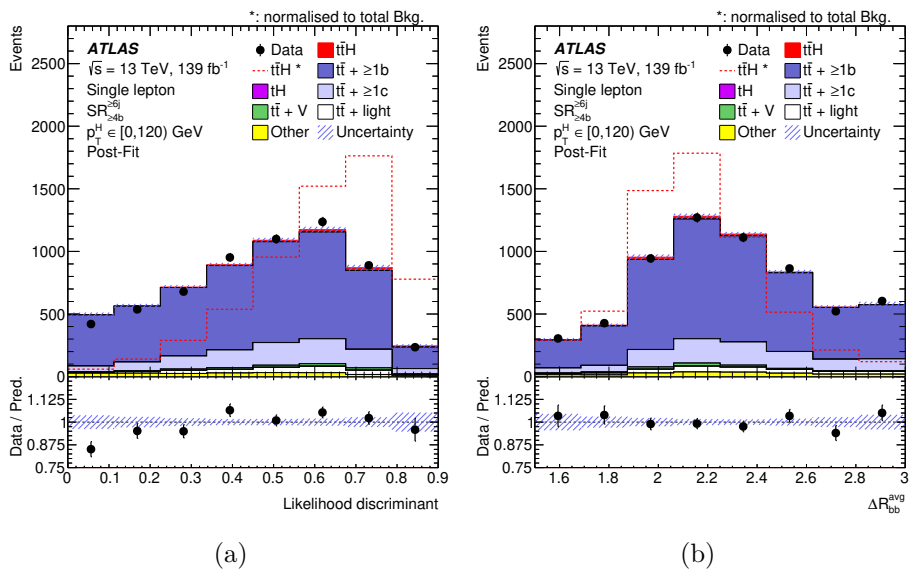 *: normalised to total Bkg.
Events
2500
2000
1500
1000
500
0
ATLAS
√s = 13 TeV, 139 fb⁻¹
Single lepton
SR≥6j≥4b
pTH ∈ [0,120) GeV
Post-Fit
Data
tt̄H
tt̄H *
tt̄ + ≥1b
tH
tt̄ + ≥1c
tt̄ + V
tt̄ + light
Other
Uncertainty
Data / Pred.
1.125
1
0.875
0.75
0 0.1 0.2 0.3 0.4 0.5 0.6 0.7 0.8 0.9
Likelihood discriminant
(a)
*: normalised to total Bkg.
Events
2500
2000
1500
1000
500
0
ATLAS
√s = 13 TeV, 139 fb⁻¹
Single lepton
SR≥6j≥4b
pTH ∈ [0,120) GeV
Post-Fit
Data
tt̄H
tt̄H *
tt̄ + ≥1b
tH
tt̄ + ≥1c
tt̄ + V
tt̄ + light
Other
Uncertainty
Data / Pred.
1.125
1
0.875
0.75
1.6 1.8 2 2.2 2.4 2.6 2.8 3
ΔRavgbb
(b)